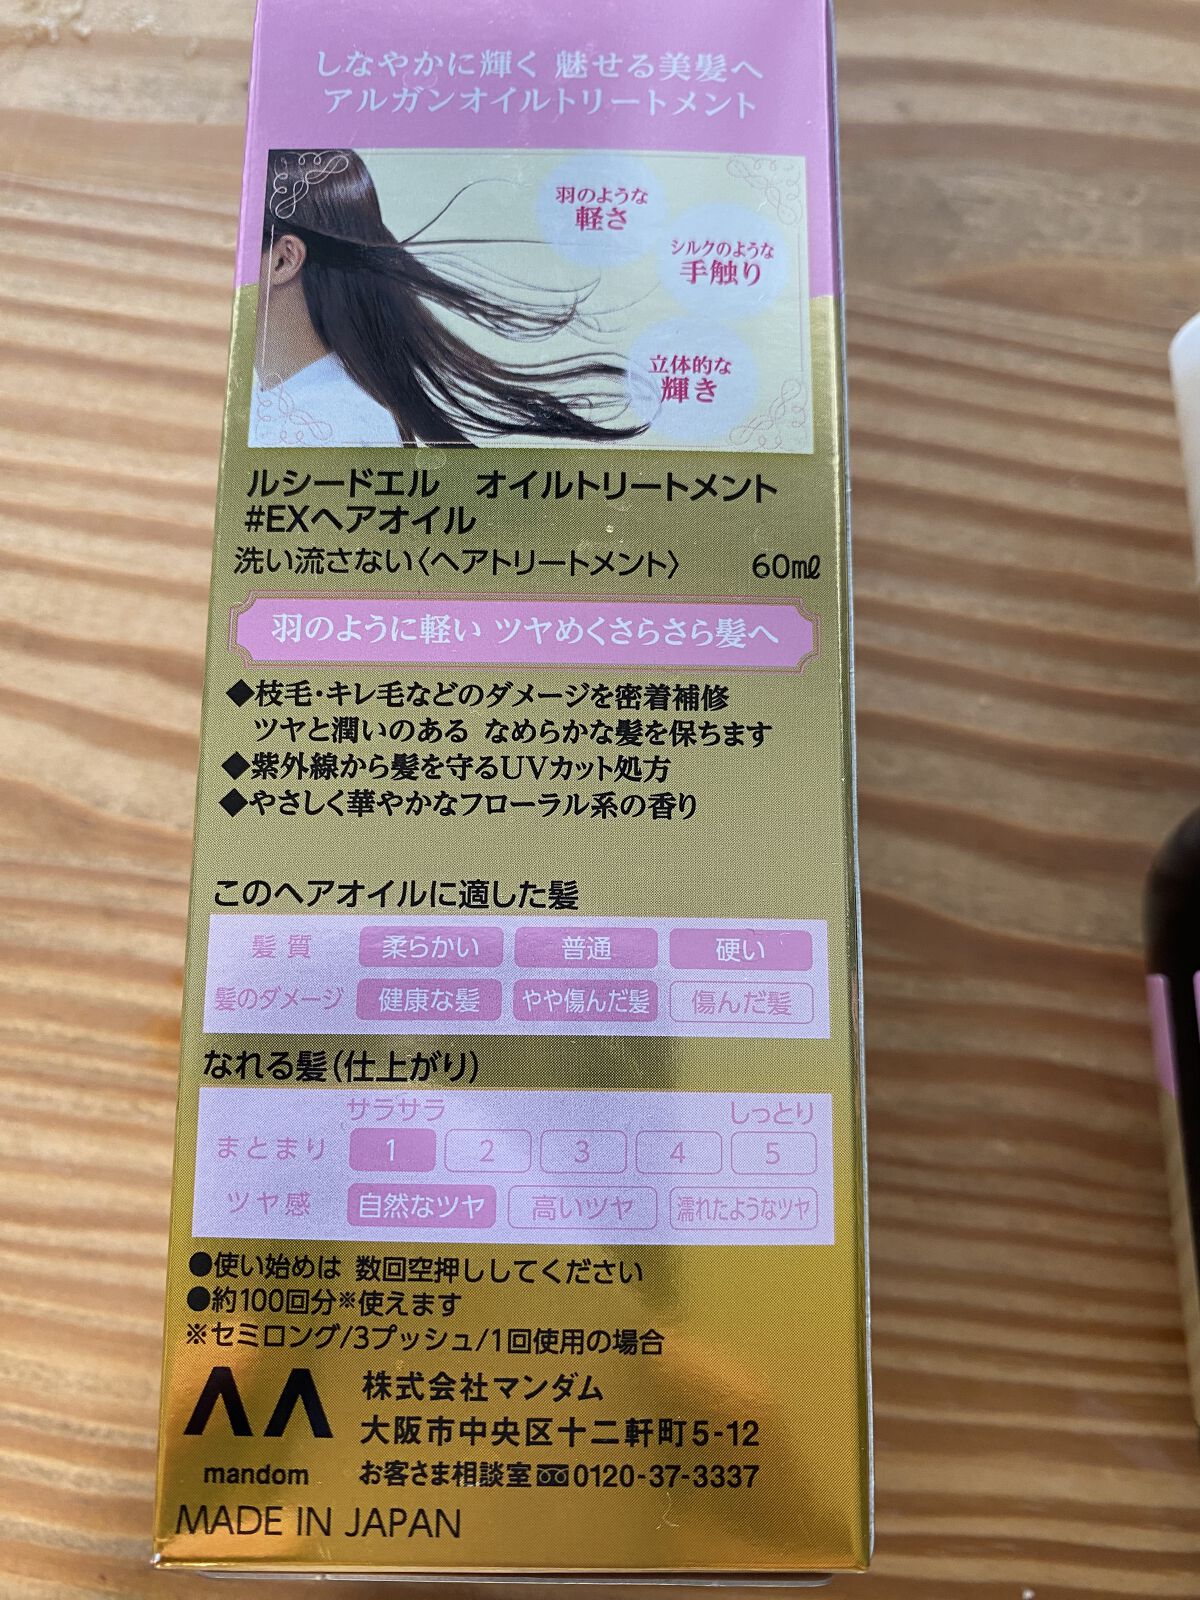 しなやかに輝く 魅せる美髪へ
アルガンオイルトリートメント
羽のような
軽さ
シルクのような
手触り
立体的な
輝き
ルシードエル　オイルトリートメント
#EXヘアオイル
洗い流さない〈ヘアトリートメント〉 60mℓ
羽のように軽い ツヤめくさらさら髪へ
◆枝毛・キレ毛などのダメージを密着補修
ツヤと潤いのある なめらかな髪を保ちます
◆紫外線から髪を守るUVカット処方
◆やさしく華やかなフローラル系の香り
このヘアオイルに適した髪
髪質 柔らかい 普通 硬い
髪のダメージ 健康な髪 やや傷んだ髪 傷んだ髪
なれる髪(仕上がり)
サラサラ しっとり
まとまり 1 2 3 4 5
ツヤ感 自然なツヤ 高いツヤ 濡れたようなツヤ
●使い始めは 数回空押ししてください
●約100回分※使えます
※セミロング/3プッシュ/1回使用の場合
株式会社マンダム
大阪市中央区十二軒町5-12
mandom お客さま相談室 0120-37-3337
MADE IN JAPAN